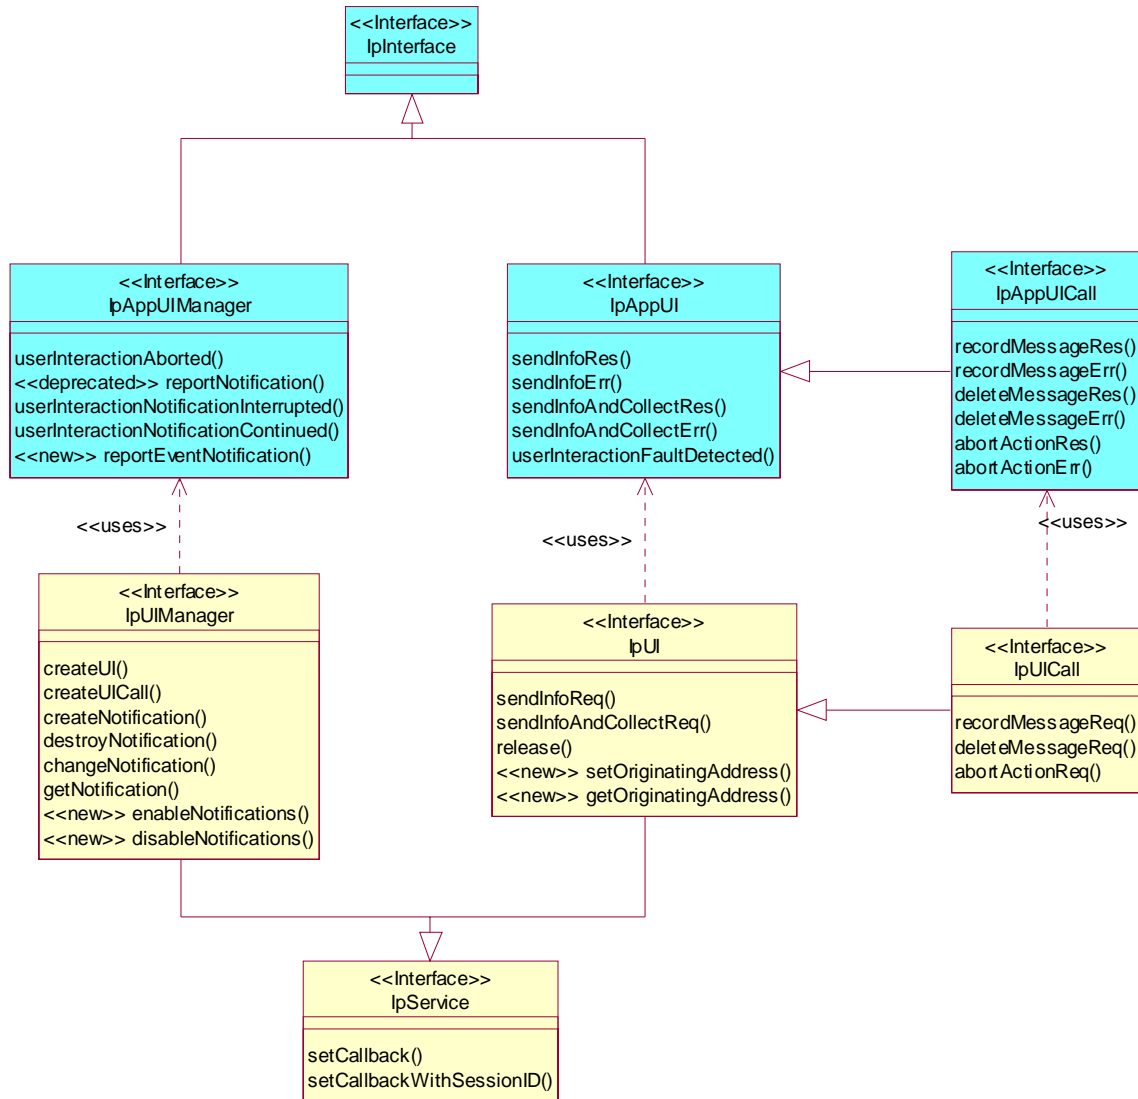 <<Interface>>
IpInterface
<<Interface>>
IpAppUIManager
userInteractionAborted()
<<deprecated>> reportNotification()
userInteractionNotificationInterrupted()
userInteractionNotificationContinued()
<<new>> reportEventNotification()
<<Interface>>
IpAppUI
sendInfoRes()
sendInfoErr()
sendInfoAndCollectRes()
sendInfoAndCollectErr()
userInteractionFaultDetected()
<<Interface>>
IpAppUICall
recordMessageRes()
recordMessageErr()
deleteMessageRes()
deleteMessageErr()
abortActionRes()
abortActionErr()
<<uses>>
<<uses>>
<<uses>>
<<Interface>>
IpUIManager
createUI()
createUICall()
createNotification()
destroyNotification()
changeNotification()
getNotification()
<<new>> enableNotifications()
<<new>> disableNotifications()
<<Interface>>
IpUI
sendInfoReq()
sendInfoAndCollectReq()
release()
<<new>> setOriginatingAddress()
<<new>> getOriginatingAddress()
<<Interface>>
IpUICall
recordMessageReq()
deleteMessageReq()
abortActionReq()
<<Interface>>
IpService
setCallback()
setCallbackWithSessionID()